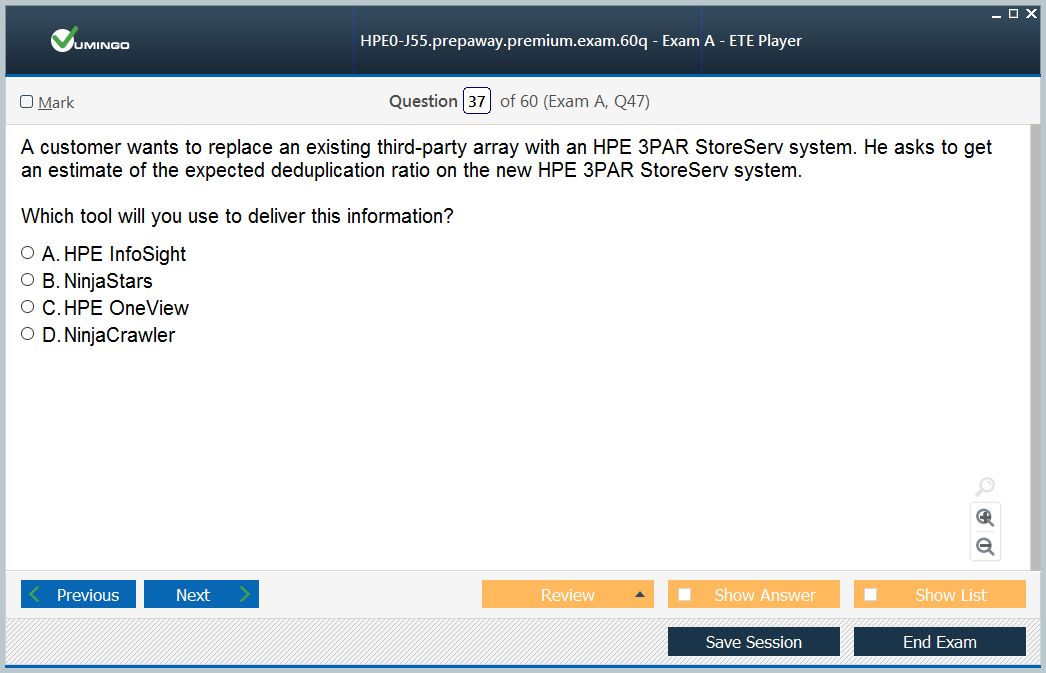 VUMINGO
HPE0-J55.prepaway.premium.exam.60q - Exam A - ETE Player
Mark
Question 37 of 60 (Exam A, Q47)
A customer wants to replace an existing third-party array with an HPE 3PAR StoreServ system. He asks to get
an estimate of the expected deduplication ratio on the new HPE 3PAR StoreServ system.
Which tool will you use to deliver this information?
A. HPE InfoSight
B. NinjaStars
C. HPE OneView
D. NinjaCrawler
Previous
Next
Review
Show Answer
Show List
Save Session
End Exam